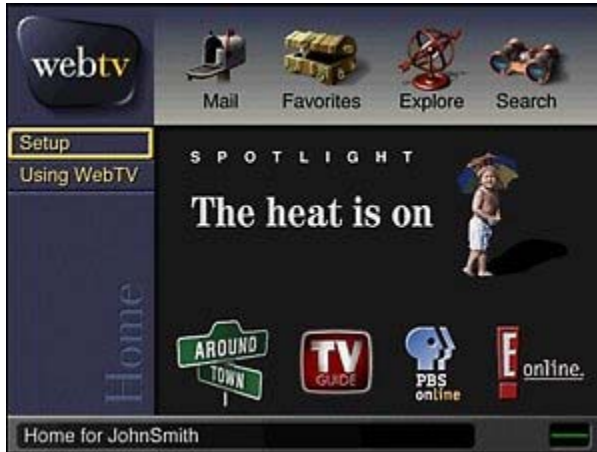 webtv
Mail Favorites Explore Search
Setup
Using WebTV
SPOTLIGHT
The heat is on
Home
AROUND
TOWN
TV
GUIDE
PBS
online
E
online.
Home for JohnSmith